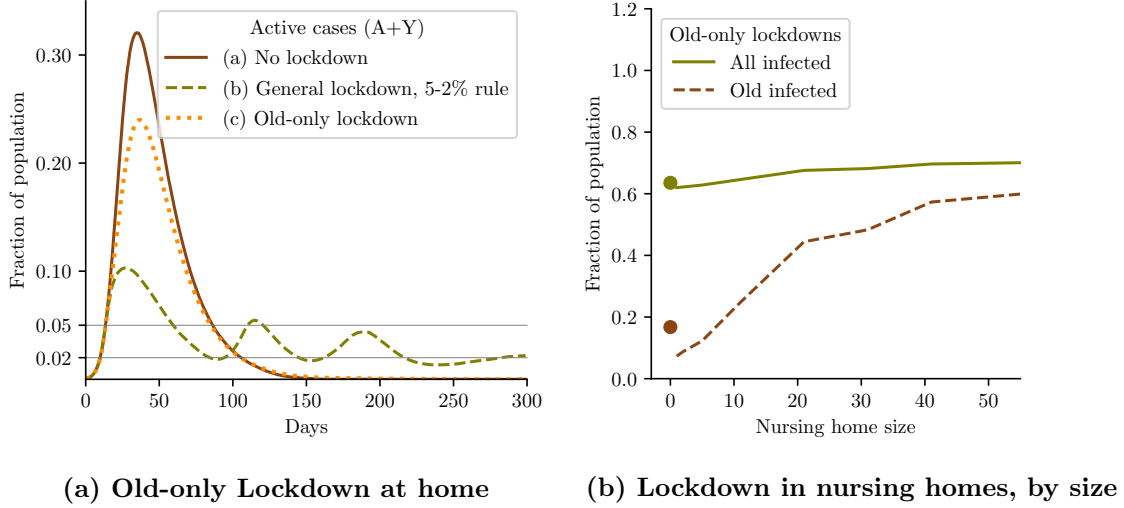 Active cases (A+Y)
(a) No lockdown
(b) General lockdown, 5-2% rule
(c) Old-only lockdown
Fraction of population
0.30
0.20
0.10
0.05
0.02
0
50
100
150
200
250
300
Days
(a) Old-only Lockdown at home
Old-only lockdowns
All infected
Old infected
Fraction of population
1.2
1.0
0.8
0.6
0.4
0.2
0.0
0
10
20
30
40
50
Nursing home size
(b) Lockdown in nursing homes, by size